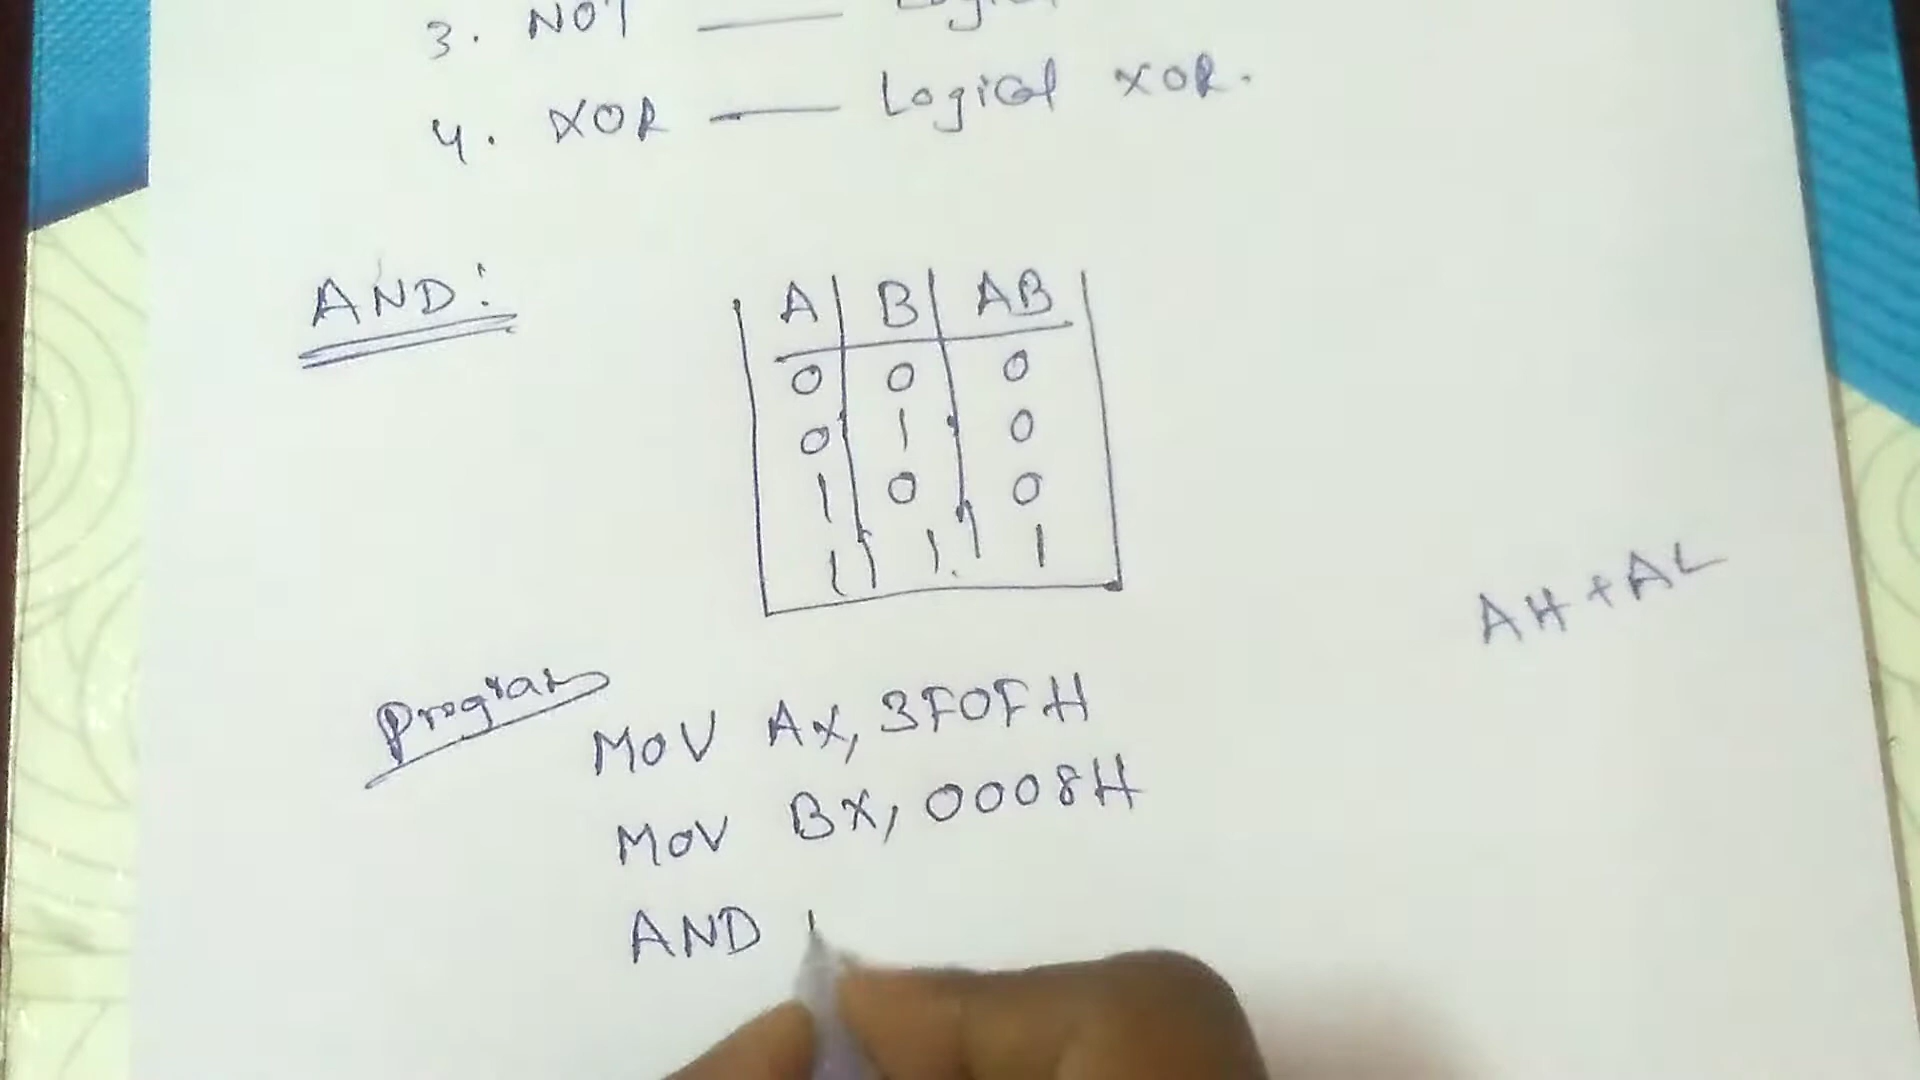 3. NOT
4. XOR — Logical XOR.
AND:
A B AB
0 0 0
0 1 0
1 0 0
1 1 1
AH + AL
Program
MOV AX, 3F0FH
MOV BX, 0008H
AND